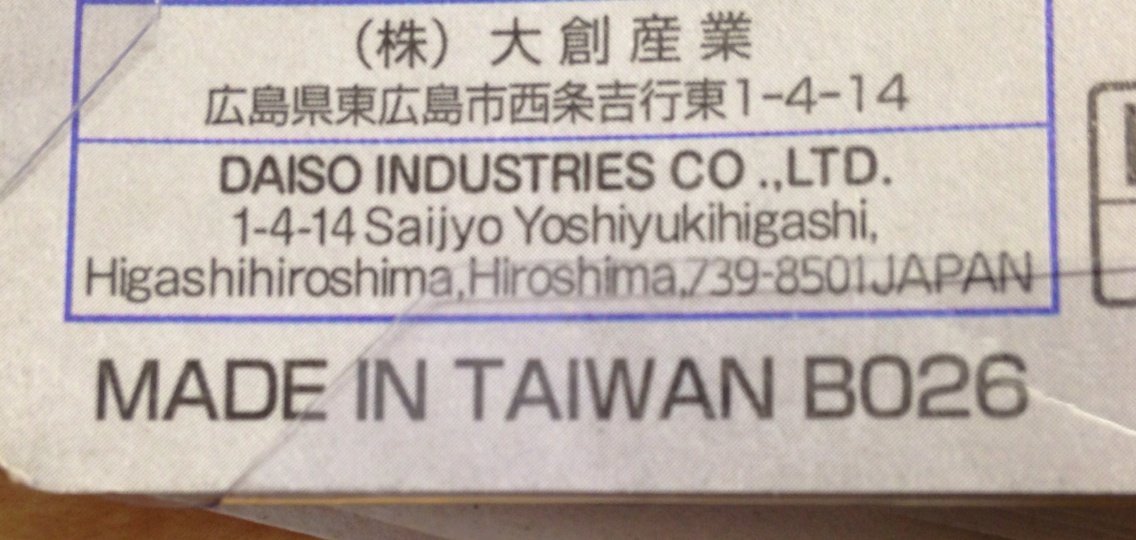 （株）大創産業
広島県東広島市西条吉行東1-4-14
DAISO INDUSTRIES CO .,LTD.
1-4-14 Saijyo Yoshiyukihigashi,
Higashihiroshima,Hiroshima,739-8501JAPAN
MADE IN TAIWAN B026